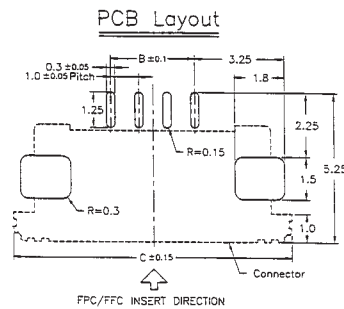 PCB Layout
0.3 ±0.05
B ±0.1
3.25
1.0 ±0.05 Pitch
1.8
1.25
R=0.15
2.25
5.25
1.5
R=0.3
1.0
C ±0.15
Connector
FPC/FFC INSERT DIRECTION